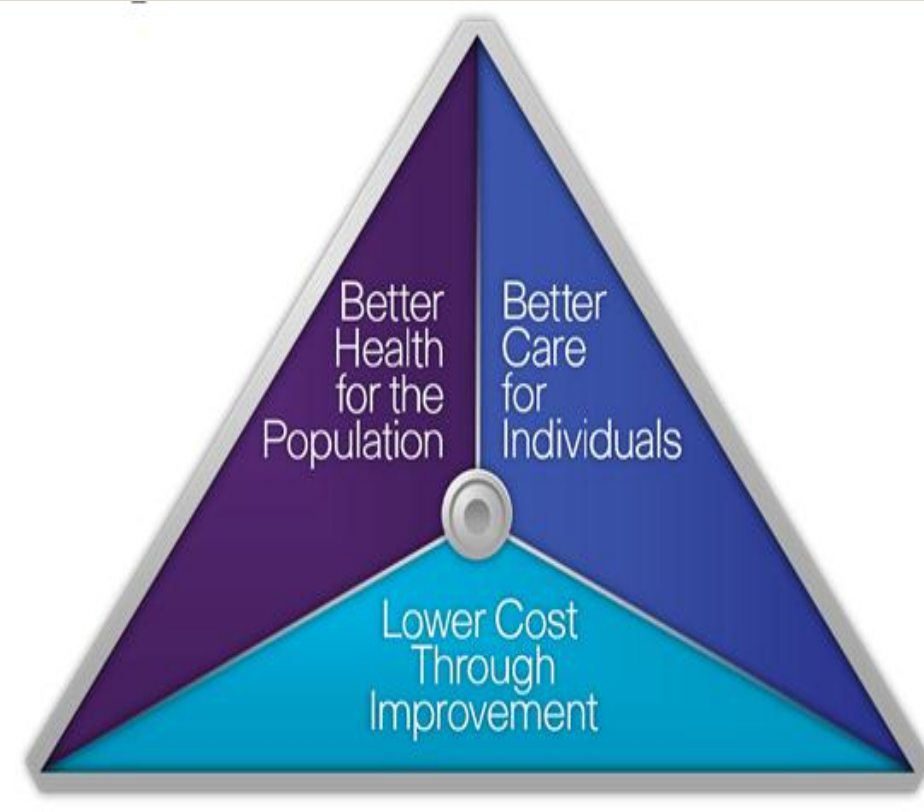 Better
Health
for the
Population
Better
Care
for
Individuals
Lower Cost
Through
Improvement